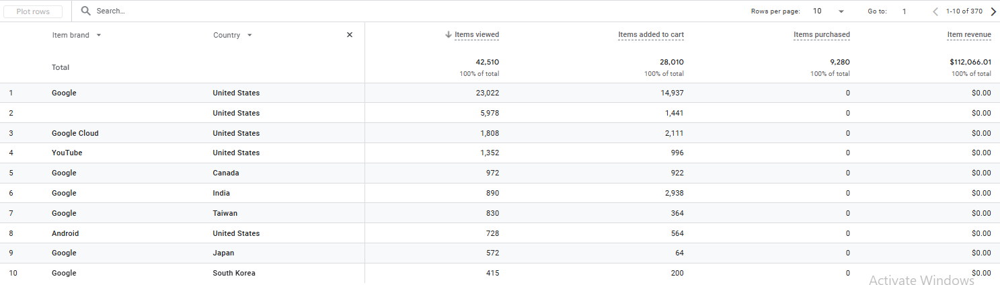 Plot rows Search... Rows per page: 10 Go to: 1 1-10 of 370
Item brand Country Items viewed Items added to cart Items purchased Item revenue
Total 42,510 28,010 9,280 $112,066.01
100% of total 100% of total 100% of total 100% of total
1 Google United States 23,022 14,937 0 $0.00
2 United States 5,978 1,441 0 $0.00
3 Google Cloud United States 1,808 2,111 0 $0.00
4 YouTube United States 1,352 996 0 $0.00
5 Google Canada 972 922 0 $0.00
6 Google India 890 2,938 0 $0.00
7 Google Taiwan 830 364 0 $0.00
8 Android United States 728 564 0 $0.00
9 Google Japan 572 64 0 $0.00
10 Google South Korea 415 200 0 $0.00
Activate Windows